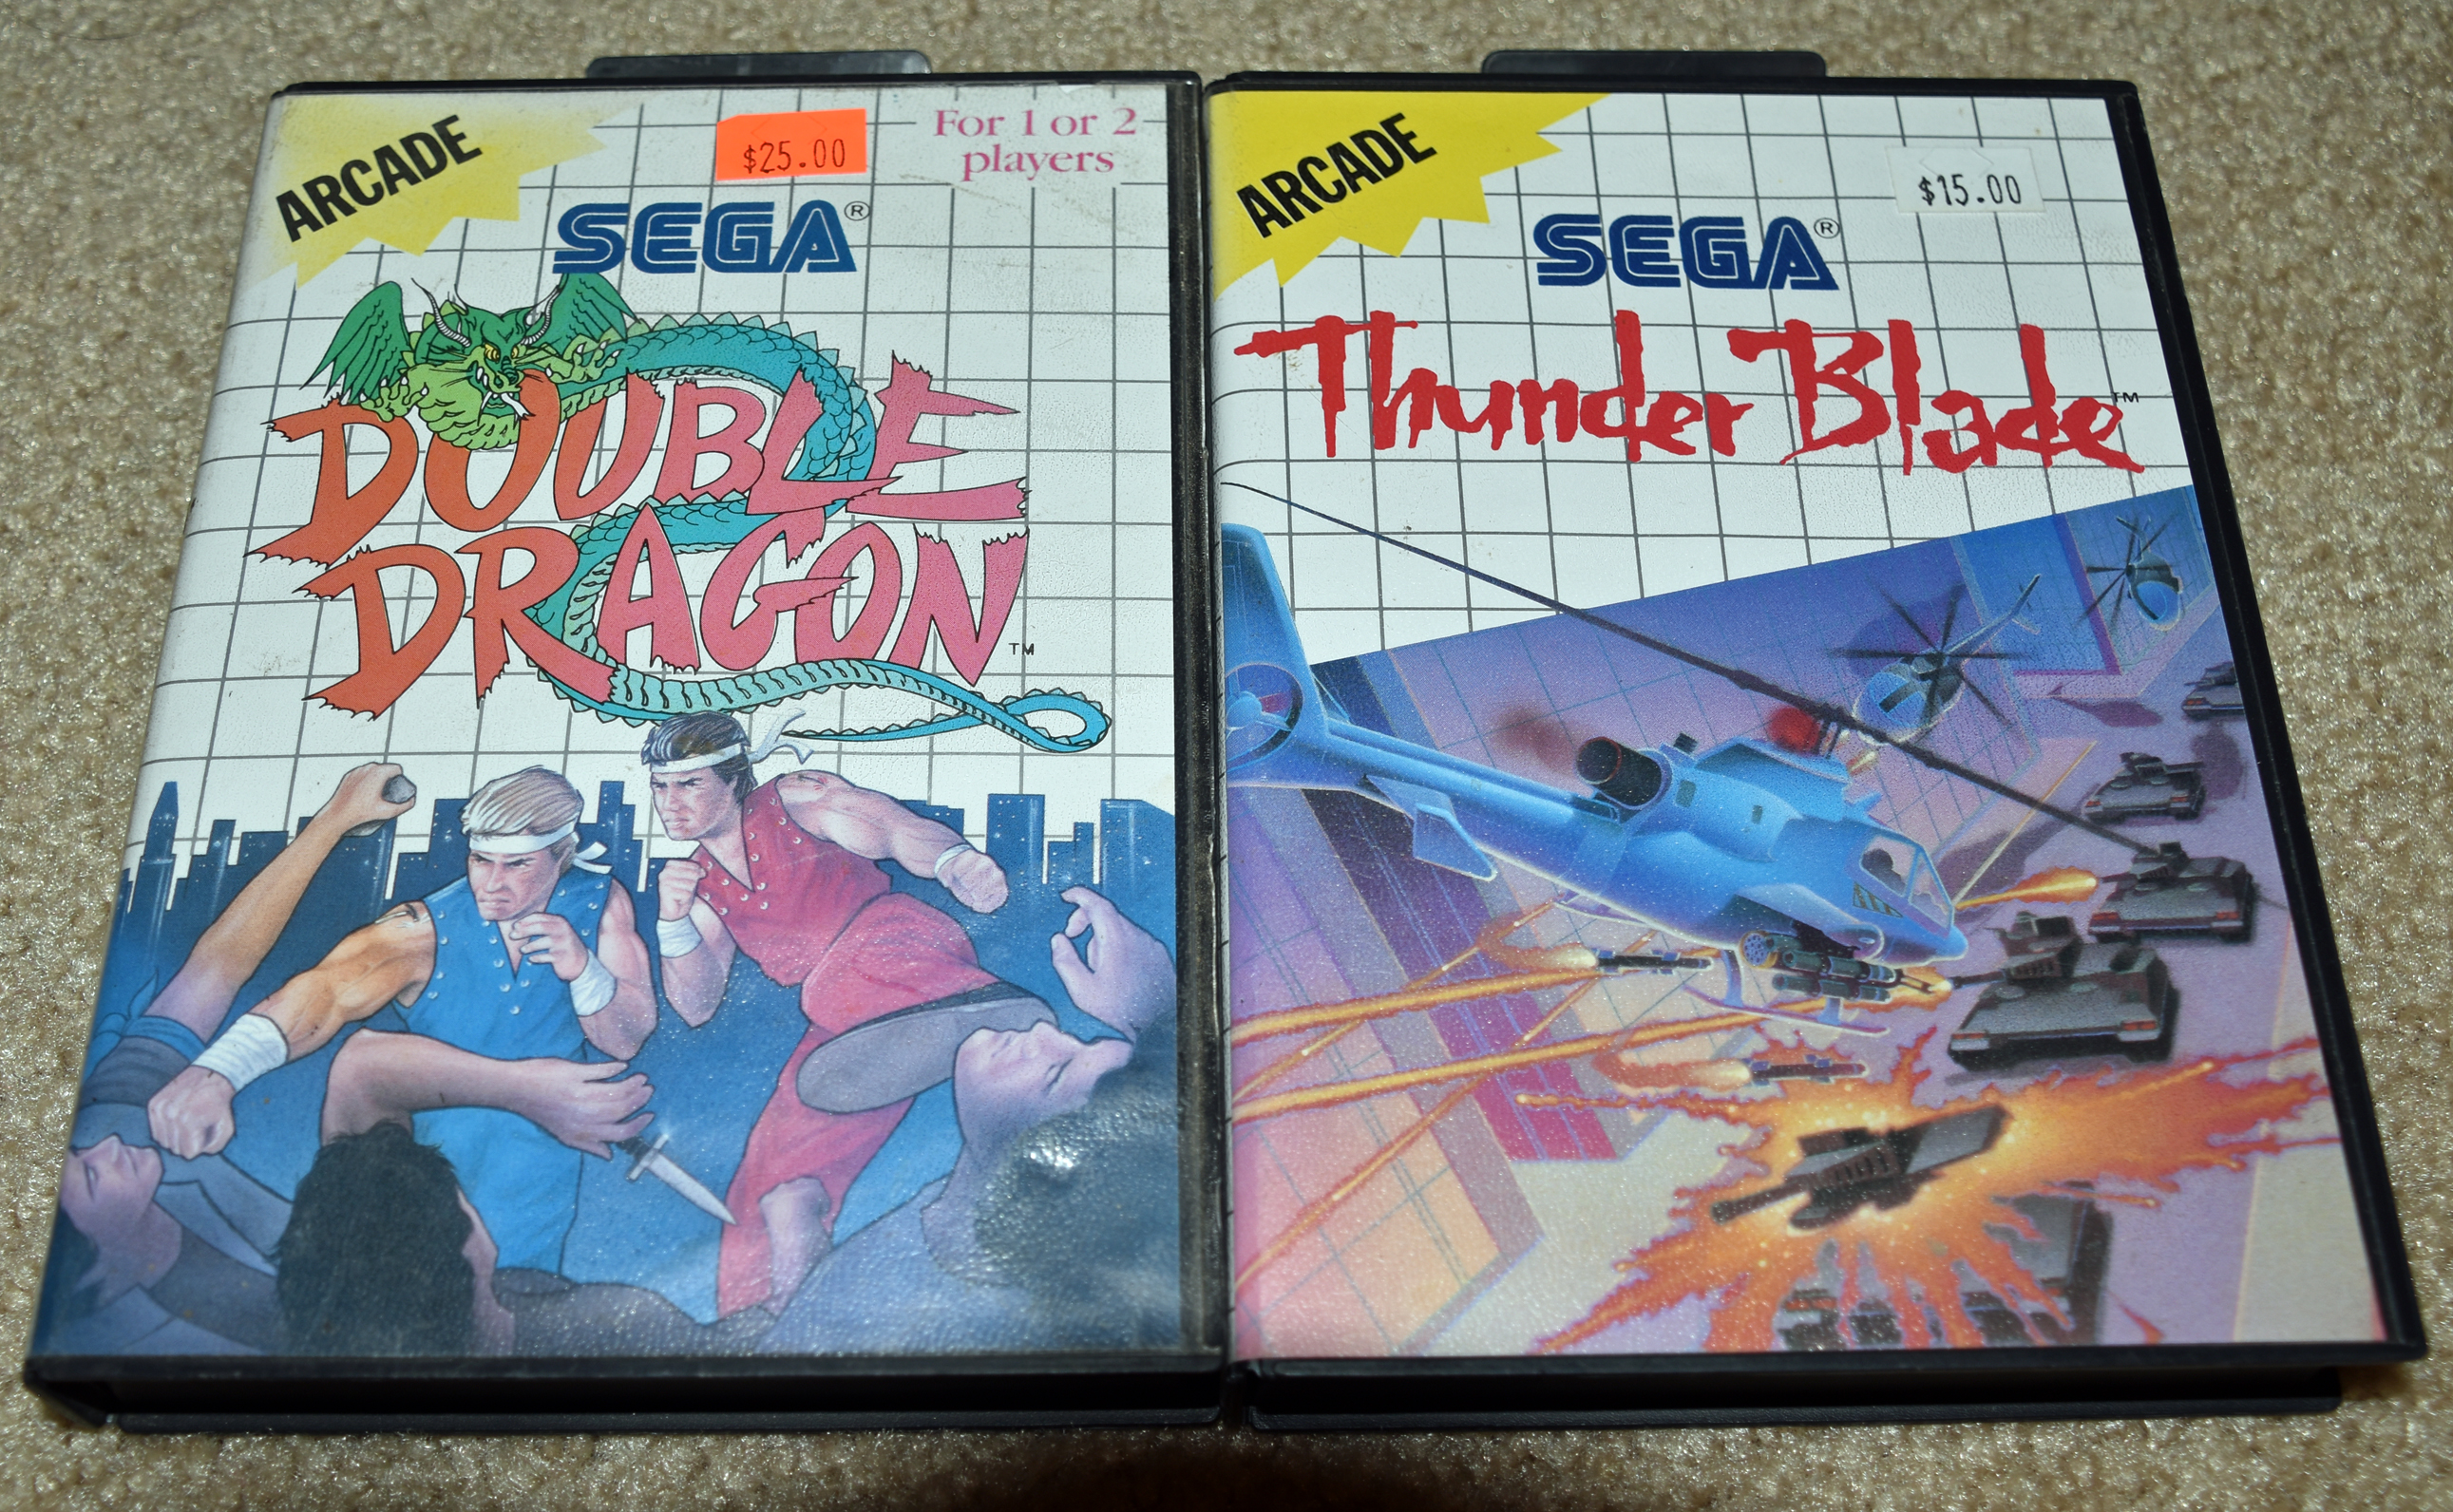 ARCADE
$25.00
For 1 or 2
players
SEGA®
DOUBLE
DRAGON™
ARCADE
$15.00
SEGA®
Thunder Blade™